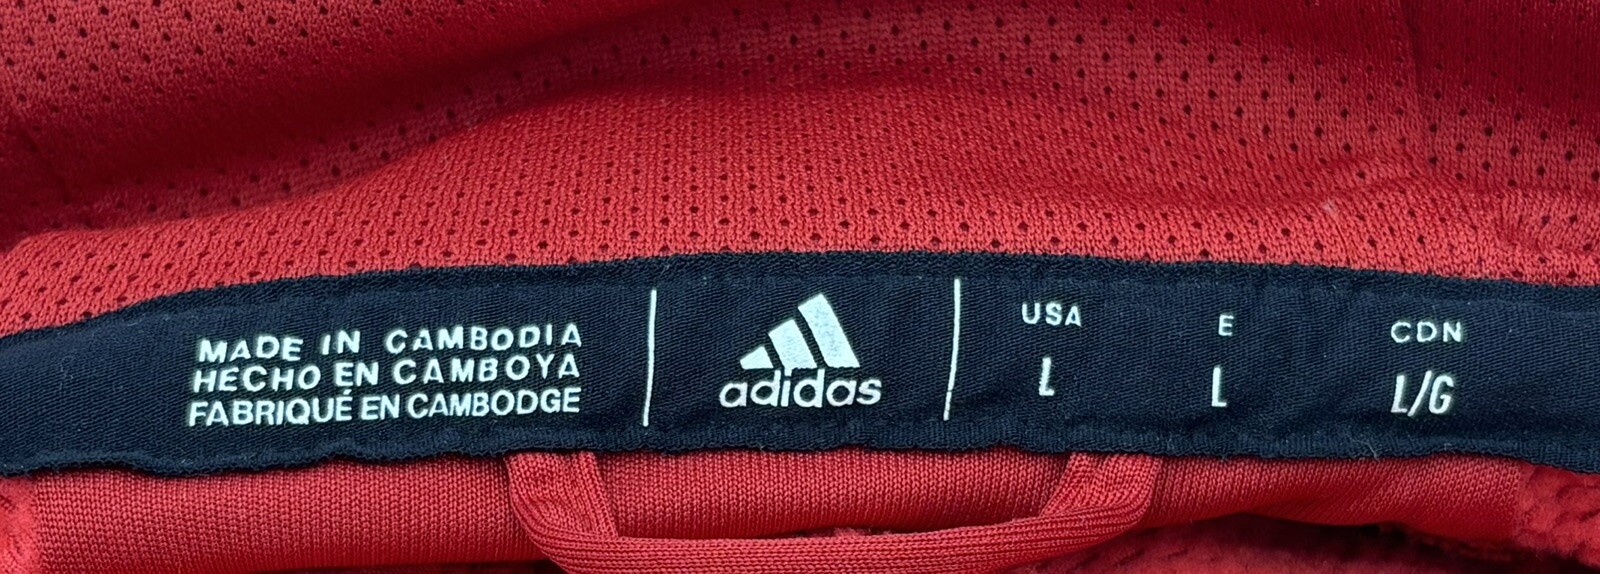 MADE IN CAMBODIA
HECHO EN CAMBOYA
FABRIQUÉ EN CAMBODGE
adidas
USA E CDN
L L L/G